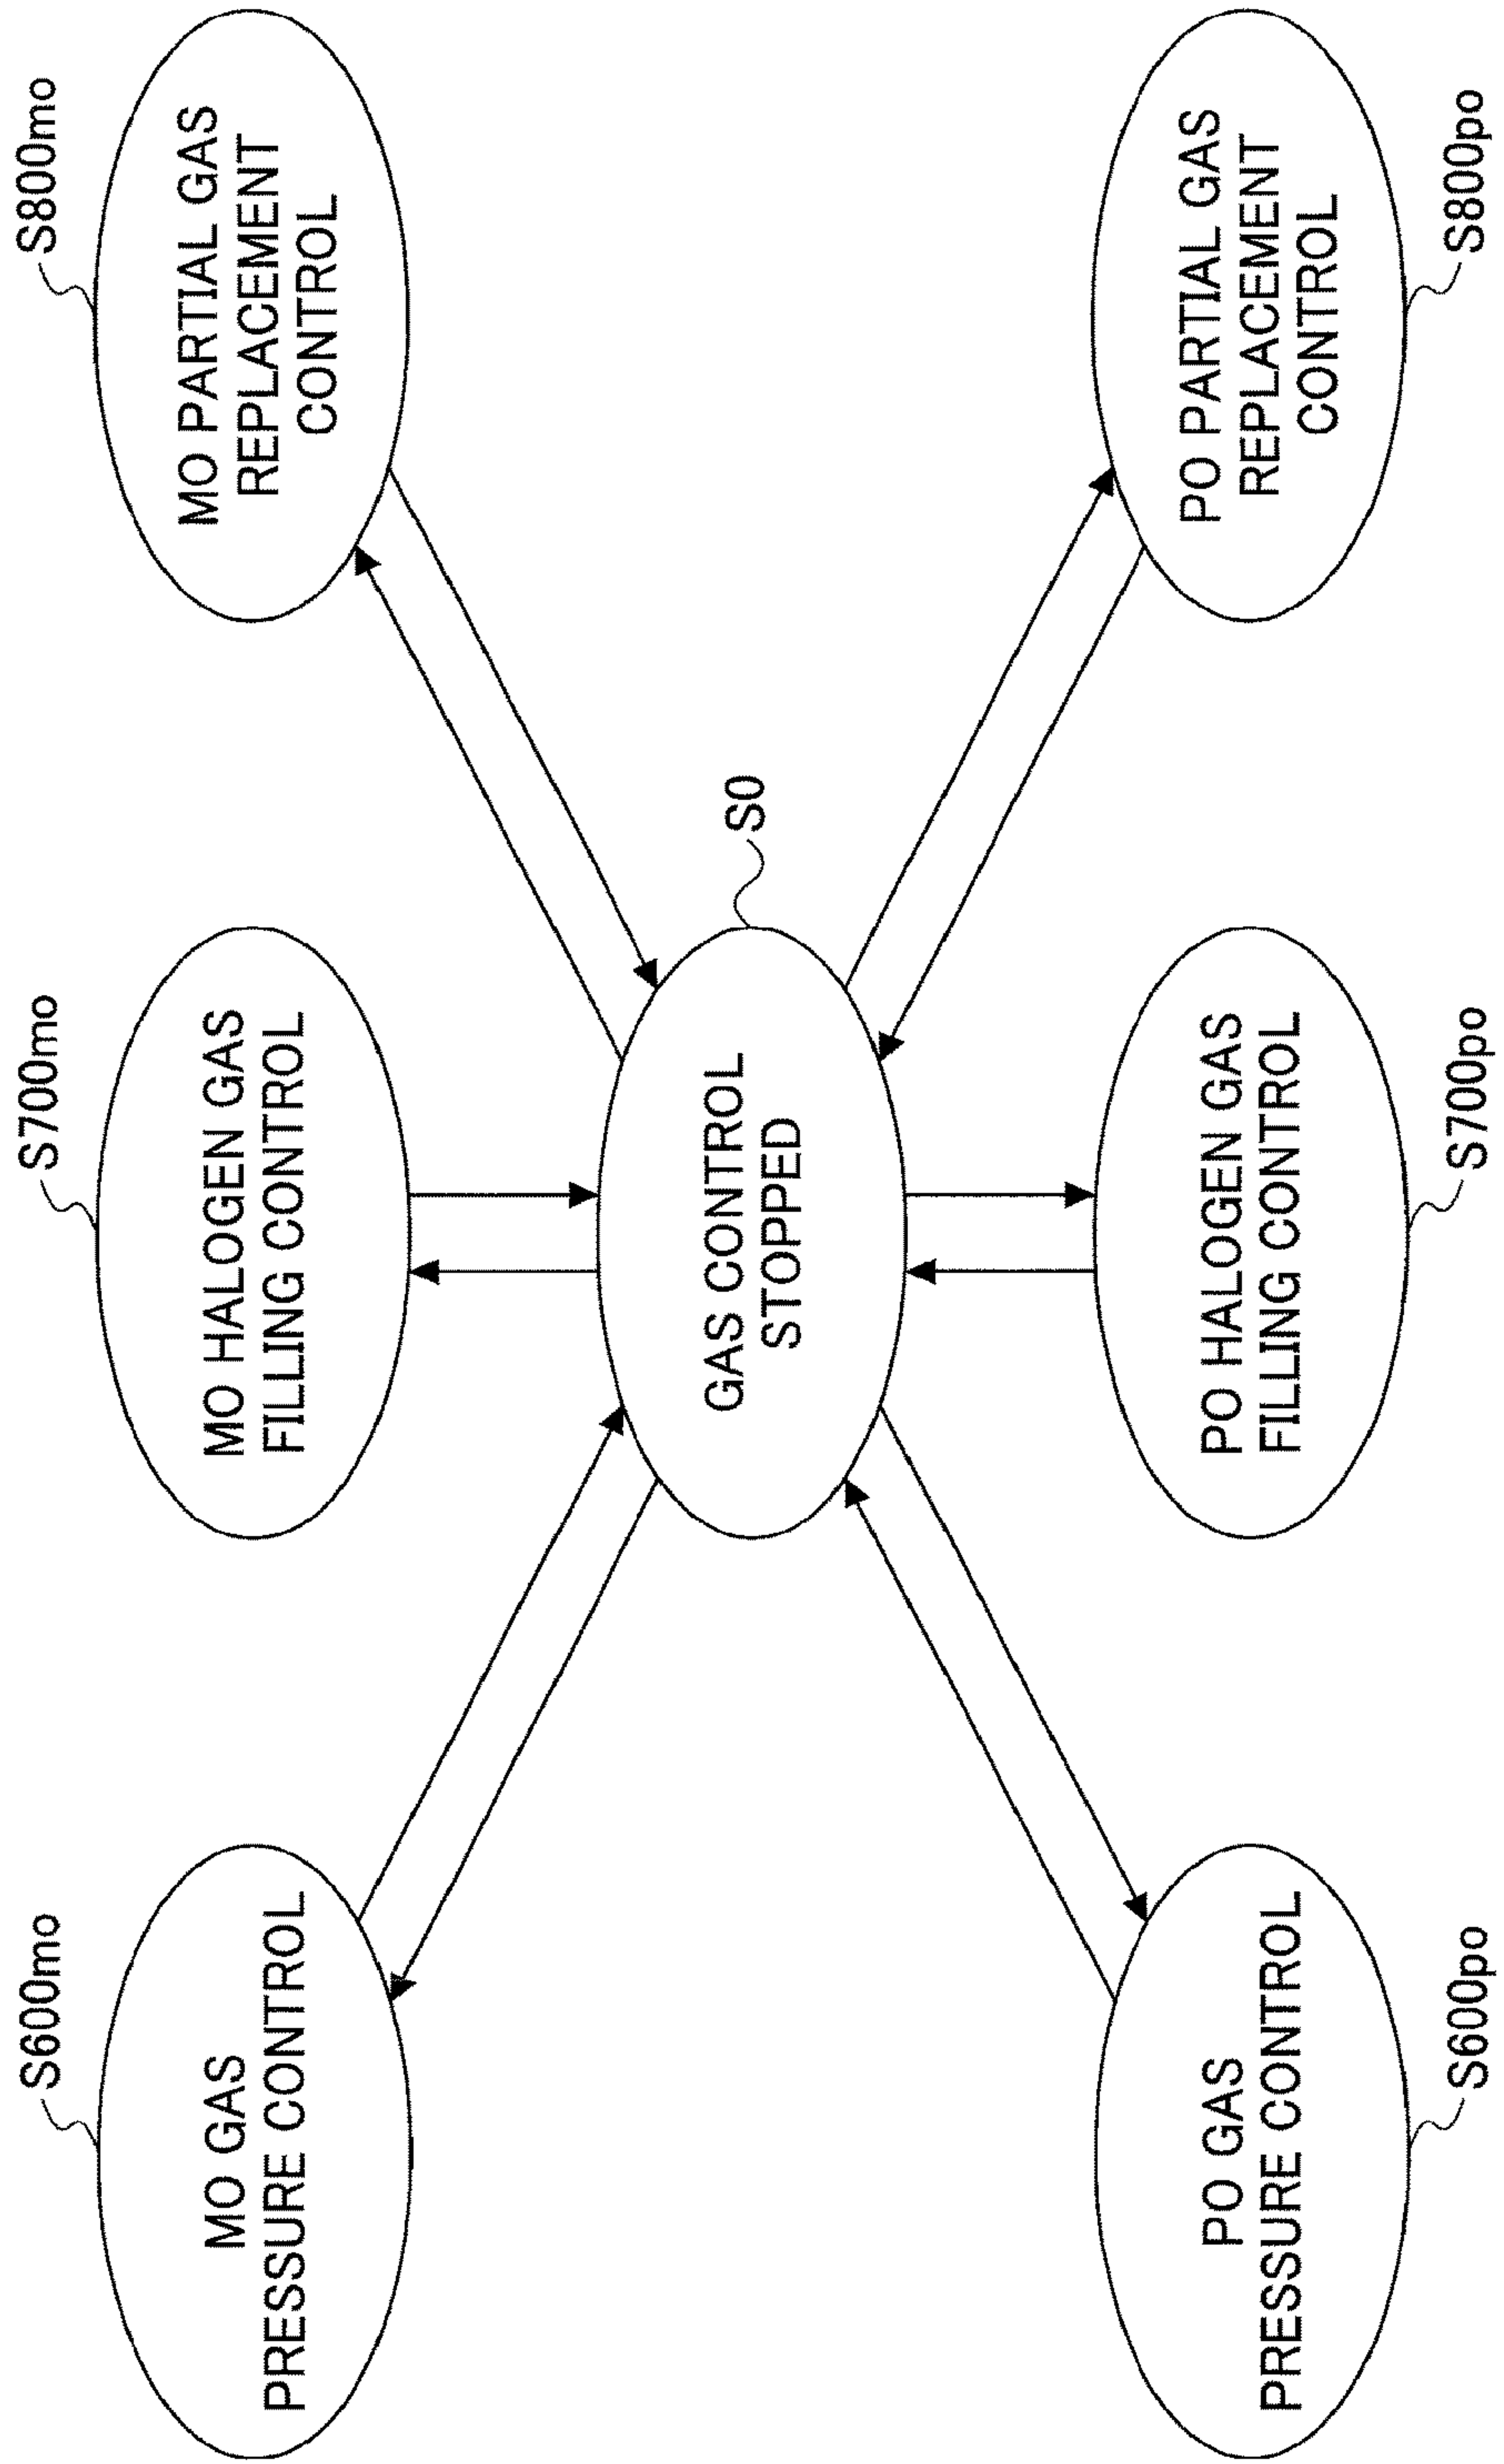 S600mo
MO GAS
PRESSURE CONTROL
S700mo
MO HALOGEN GAS
FILLING CONTROL
S800mo
MO PARTIAL GAS
REPLACEMENT
CONTROL
S0
GAS CONTROL
STOPPED
PO GAS
PRESSURE CONTROL
S600po
PO HALOGEN GAS
FILLING CONTROL
S700po
PO PARTIAL GAS
REPLACEMENT
CONTROL
S800po